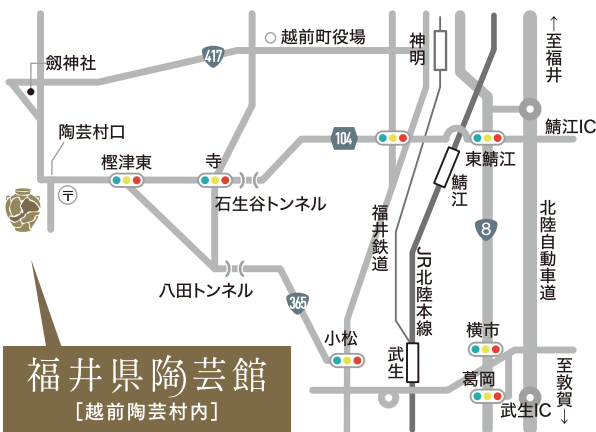 越前町役場
神明
↑至福井
417
劔神社
陶芸村口
樫津東
寺
104
東鯖江
鯖江IC
鯖江
〒
石生谷トンネル
福井鉄道
8
北陸自動車道
JR北陸本線
八田トンネル
365
小松
横市
武生
葛岡
至敦賀↓
武生IC
福井県陶芸館
[越前陶芸村内]